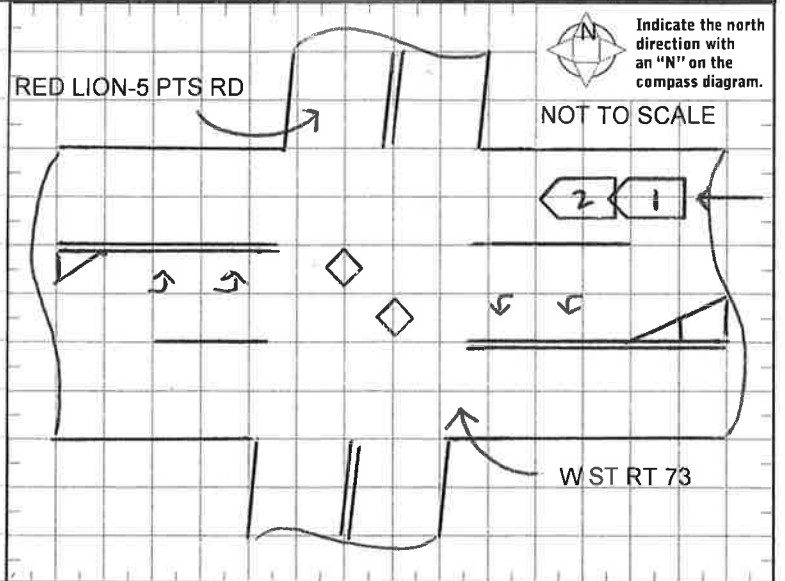 N
Indicate the north
direction with
an "N" on the
compass diagram.
RED LION-5 PTS RD
NOT TO SCALE
2 1
W ST RT 73